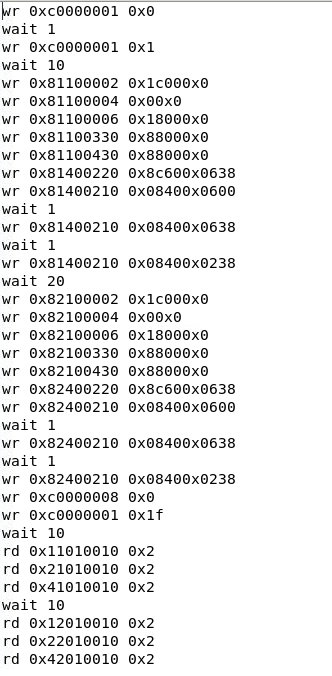 wr 0xc0000001 0x0
wait 1
wr 0xc0000001 0x1
wait 10
wr 0x81100002 0x1c000x0
wr 0x81100004 0x00x0
wr 0x81100006 0x18000x0
wr 0x81100330 0x88000x0
wr 0x81100430 0x88000x0
wr 0x81400220 0x8c600x0638
wr 0x81400210 0x08400x0600
wait 1
wr 0x81400210 0x08400x0638
wait 1
wr 0x81400210 0x08400x0238
wait 20
wr 0x82100002 0x1c000x0
wr 0x82100004 0x00x0
wr 0x82100006 0x18000x0
wr 0x82100330 0x88000x0
wr 0x82100430 0x88000x0
wr 0x82400220 0x8c600x0638
wr 0x82400210 0x08400x0600
wait 1
wr 0x82400210 0x08400x0638
wait 1
wr 0x82400210 0x08400x0238
wr 0xc0000008 0x0
wr 0xc0000001 0x1f
wait 10
rd 0x11010010 0x2
rd 0x21010010 0x2
rd 0x41010010 0x2
wait 10
rd 0x12010010 0x2
rd 0x22010010 0x2
rd 0x42010010 0x2